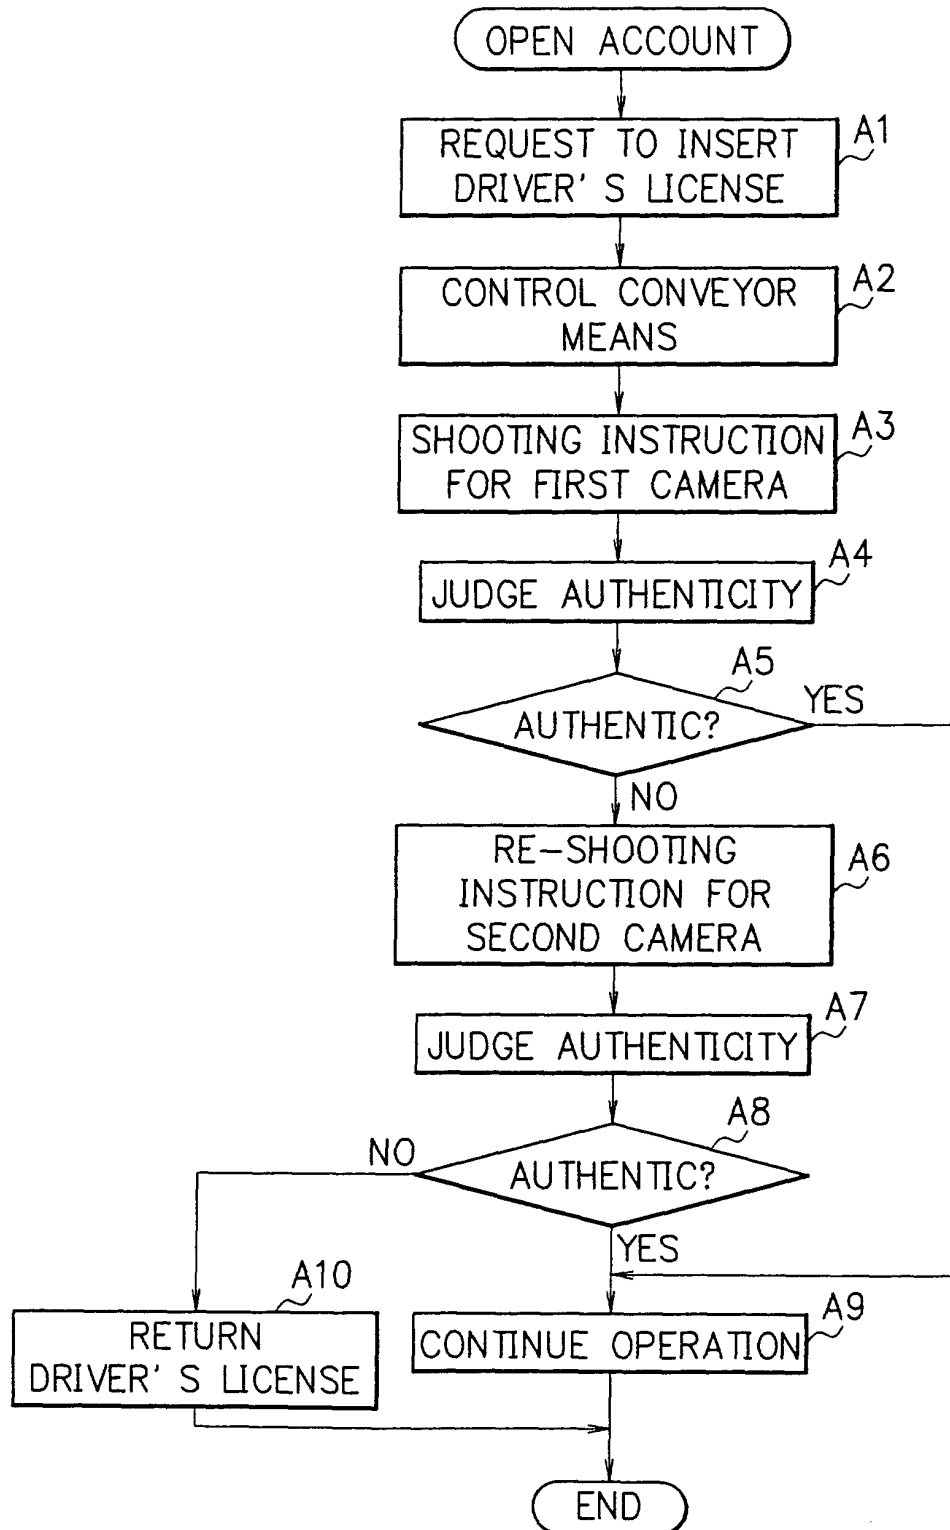 OPEN ACCOUNT
A1
REQUEST TO INSERT
DRIVER'S LICENSE
A2
CONTROL CONVEYOR
MEANS
A3
SHOOTING INSTRUCTION
FOR FIRST CAMERA
A4
JUDGE AUTHENTICITY
A5
YES
AUTHENTIC?
NO
RE-SHOOTING
INSTRUCTION FOR
SECOND CAMERA
A6
A7
JUDGE AUTHENTICITY
A8
NO
AUTHENTIC?
YES
A10
RETURN
DRIVER'S LICENSE
A9
CONTINUE OPERATION
END